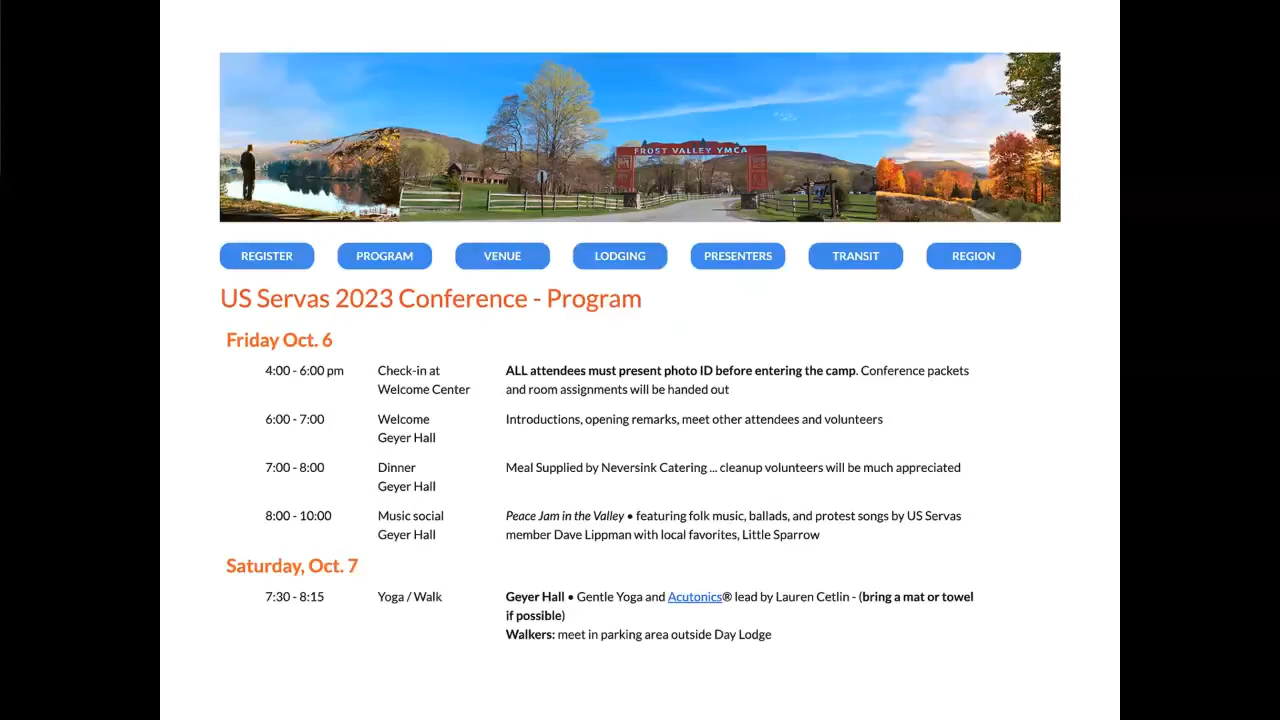 FROST VALLEY YMCA
REGISTER PROGRAM VENUE LODGING PRESENTERS TRANSIT REGION
US Servas 2023 Conference - Program
Friday Oct. 6
4:00 - 6:00 pm Check-in at ALL attendees must present photo ID before entering the camp. Conference packets
Welcome Center and room assignments will be handed out
6:00 - 7:00 Welcome Introductions, opening remarks, meet other attendees and volunteers
Geyer Hall
7:00 - 8:00 Dinner Meal Supplied by Neversink Catering ... cleanup volunteers will be much appreciated
Geyer Hall
8:00 - 10:00 Music social Peace Jam in the Valley • featuring folk music, ballads, and protest songs by US Servas
Geyer Hall member Dave Lippman with local favorites, Little Sparrow
Saturday, Oct. 7
7:30 - 8:15 Yoga / Walk Geyer Hall • Gentle Yoga and Acutonics® lead by Lauren Cetlin - (bring a mat or towel
if possible)
Walkers: meet in parking area outside Day Lodge